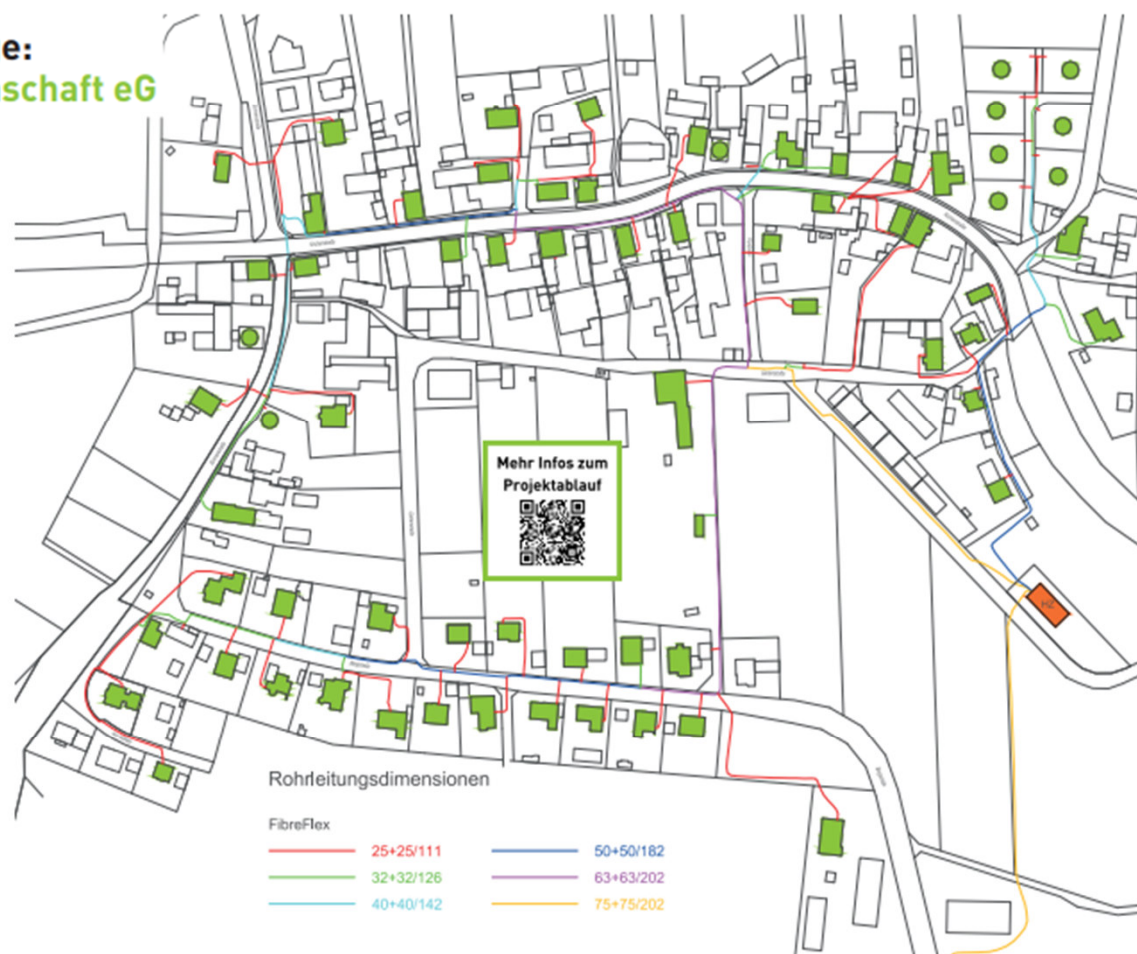 e:
schaft eG
Mehr Infos zum
Projektablauf
HZ
Rohrleitungsdimensionen
FibreFlex
25+25/111
50+50/182
32+32/126
63+63/202
40+40/142
75+75/202